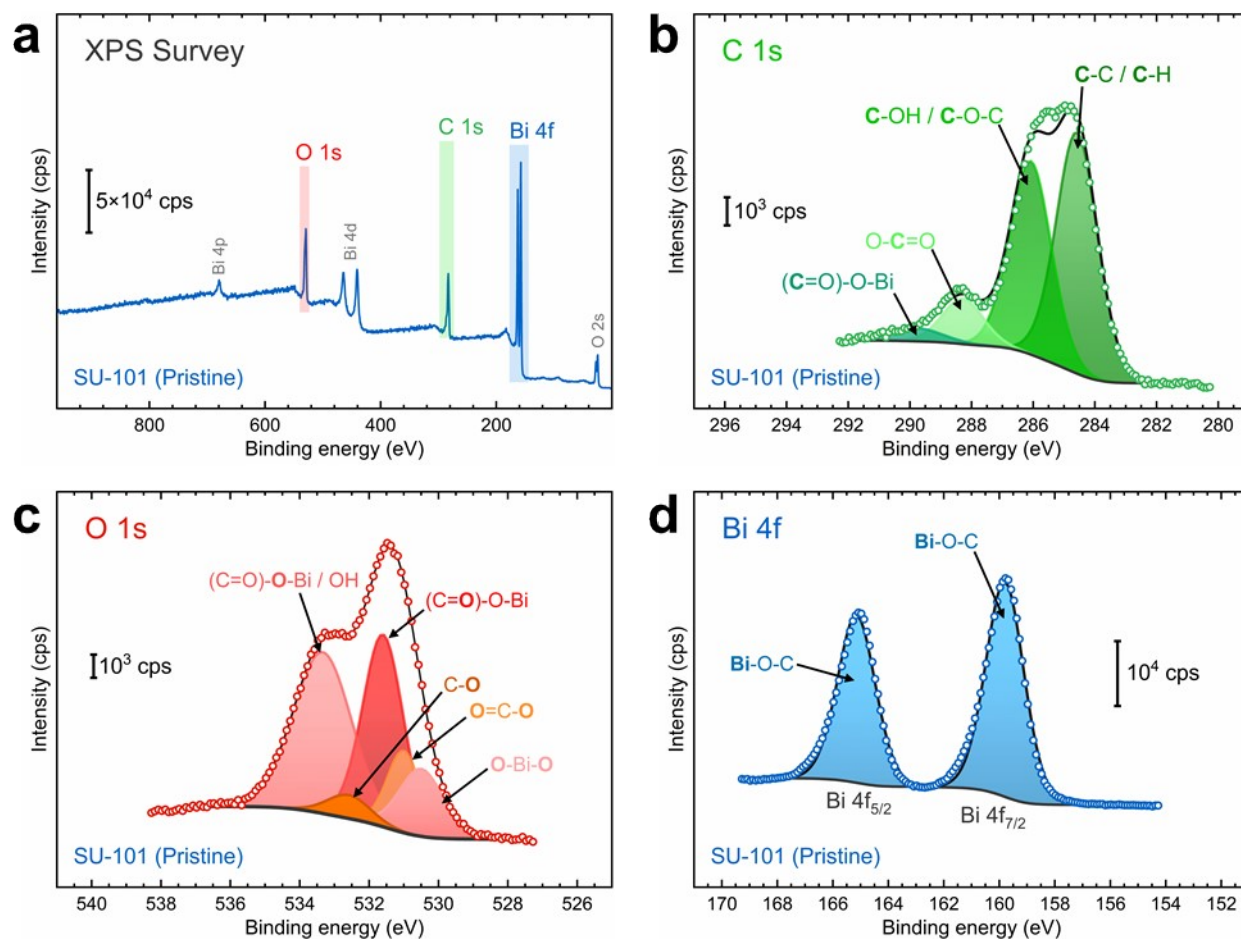 a
XPS Survey
O 1s
C 1s
Bi 4f
5×10⁴ cps
Bi 4p
Bi 4d
O 2s
SU-101 (Pristine)
Intensity (cps)
800 600 400 200
Binding energy (eV)
b
C 1s
C-C / C-H
C-OH / C-O-C
10³ cps
O-C=O
(C=O)-O-Bi
SU-101 (Pristine)
Intensity (cps)
296 294 292 290 288 286 284 282 280
Binding energy (eV)
c
O 1s
(C=O)-O-Bi / OH
(C=O)-O-Bi
10³ cps
C-O
O=C-O
O-Bi-O
SU-101 (Pristine)
Intensity (cps)
540 538 536 534 532 530 528 526
Binding energy (eV)
d
Bi 4f
Bi-O-C
Bi-O-C
10⁴ cps
Bi 4f₅/₂
Bi 4f₇/₂
SU-101 (Pristine)
Intensity (cps)
170 168 166 164 162 160 158 156 154 152
Binding energy (eV)